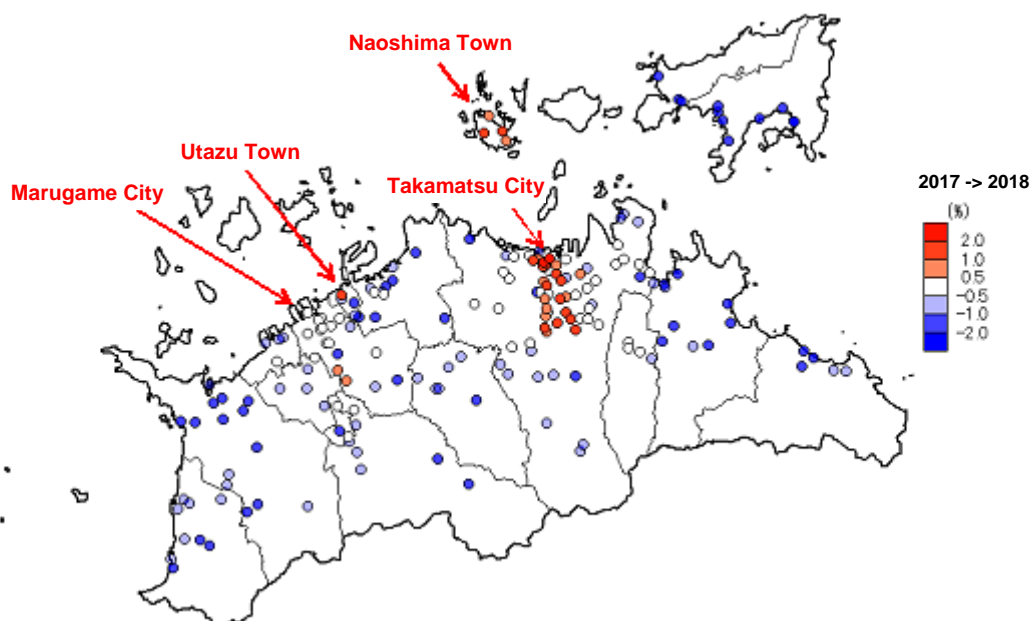 Naoshima Town
Utazu Town
Marugame City
Takamatsu City
2017 -> 2018
(%)
2.0
1.0
0.5
-0.5
-1.0
-2.0